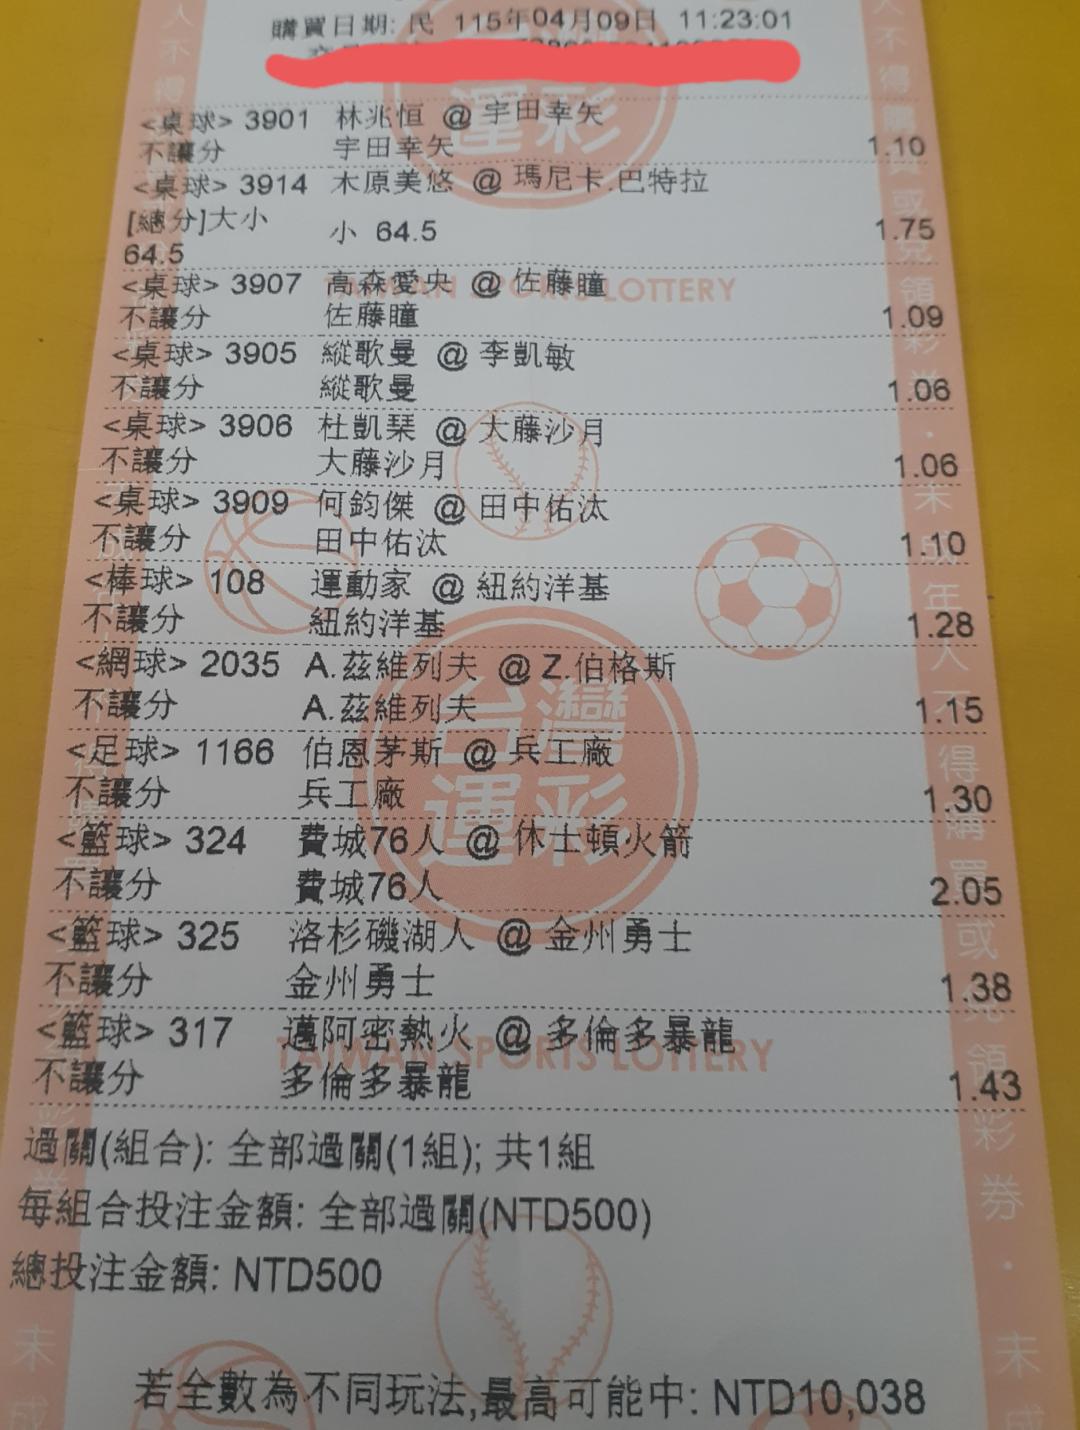 購買日期: 民 115年04月09日 11:23:01
<桌球> 3901 林兆恒 @ 宇田幸矢
不讓分 宇田幸矢 1.10
<桌球> 3914 木原美悠 @ 瑪尼卡.巴特拉
[總分]大小 小 64.5 1.75
64.5
<桌球> 3907 高森愛央 @ 佐藤瞳
不讓分 佐藤瞳 1.09
<桌球> 3905 縱歌曼 @ 李凱敏
不讓分 縱歌曼 1.06
<桌球> 3906 杜凱琹 @ 大藤沙月
不讓分 大藤沙月 1.06
<桌球> 3909 何鈞傑 @ 田中佑汰
不讓分 田中佑汰 1.10
<棒球> 108 運動家 @ 紐約洋基
不讓分 紐約洋基 1.28
<網球> 2035 A.茲維列夫 @ Z.伯格斯
不讓分 A.茲維列夫 1.15
<足球> 1166 伯恩茅斯 @ 兵工廠
不讓分 兵工廠 1.30
<籃球> 324 費城76人 @ 休士頓火箭
不讓分 費城76人 2.05
<籃球> 325 洛杉磯湖人 @ 金州勇士
不讓分 金州勇士 1.38
<籃球> 317 邁阿密熱火 @ 多倫多暴龍
不讓分 多倫多暴龍 1.43
過關(組合): 全部過關(1組); 共1組
每組合投注金額: 全部過關(NTD500)
總投注金額: NTD500
若全數為不同玩法,最高可能中: NTD10,038
台灣
運彩
TAIWAN SPORTS LOTTERY